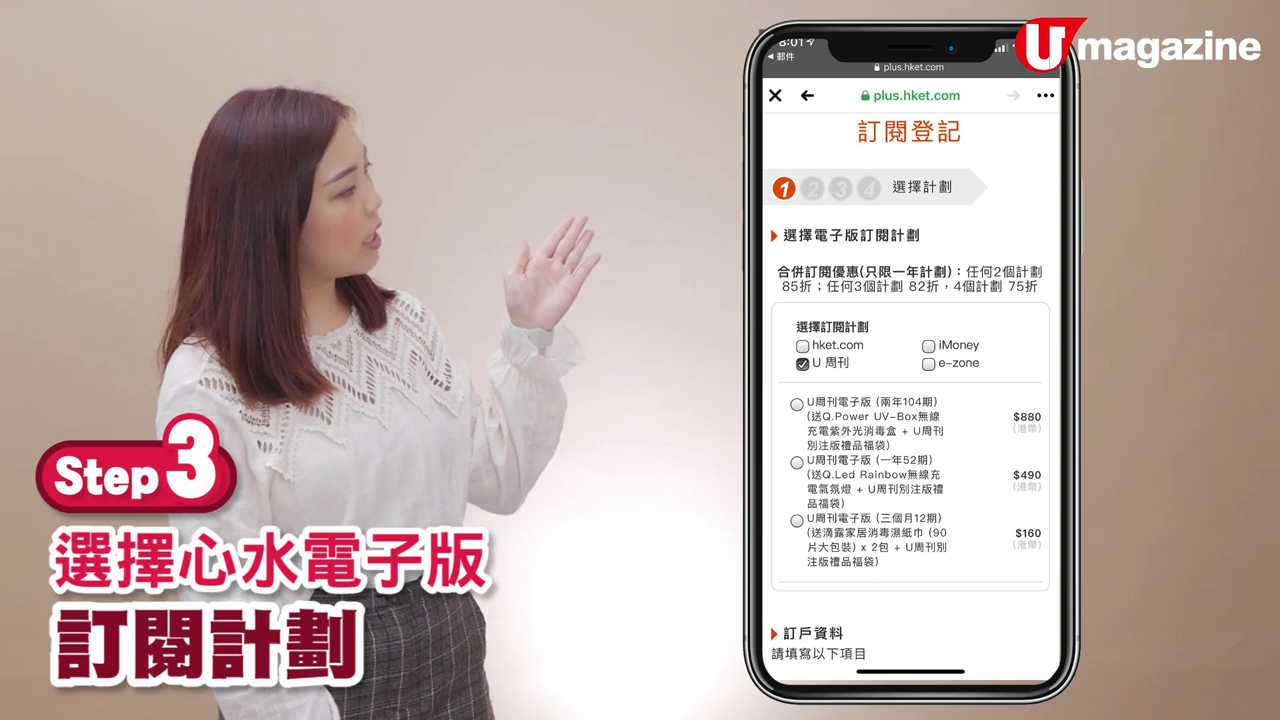 U magazine
8:01
郵件
plus.hket.com
plus.hket.com
訂閱登記
1 2 3 4 選擇計劃
選擇電子版訂閱計劃
合併訂閱優惠(只限一年計劃)：任何2個計劃
85折；任何3個計劃 82折，4個計劃 75折
選擇訂閱計劃
hket.com iMoney
U 周刊 e-zone
U周刊電子版 (兩年104期)
(送Q.Power UV-Box無線 $880
充電紫外光消毒盒 + U周刊 (港幣)
別注版禮品福袋)
U周刊電子版 (一年52期)
(送Q.Led Rainbow無線充 $490
電氣氛燈 + U周刊別注版禮 (港幣)
品福袋)
U周刊電子版 (三個月12期)
(送滴露家居消毒濕紙巾 (90 $160
片大包裝) x 2包 + U周刊別 (港幣)
注版禮品福袋)
訂戶資料
請填寫以下項目
Step 3
選擇心水電子版
訂閱計劃